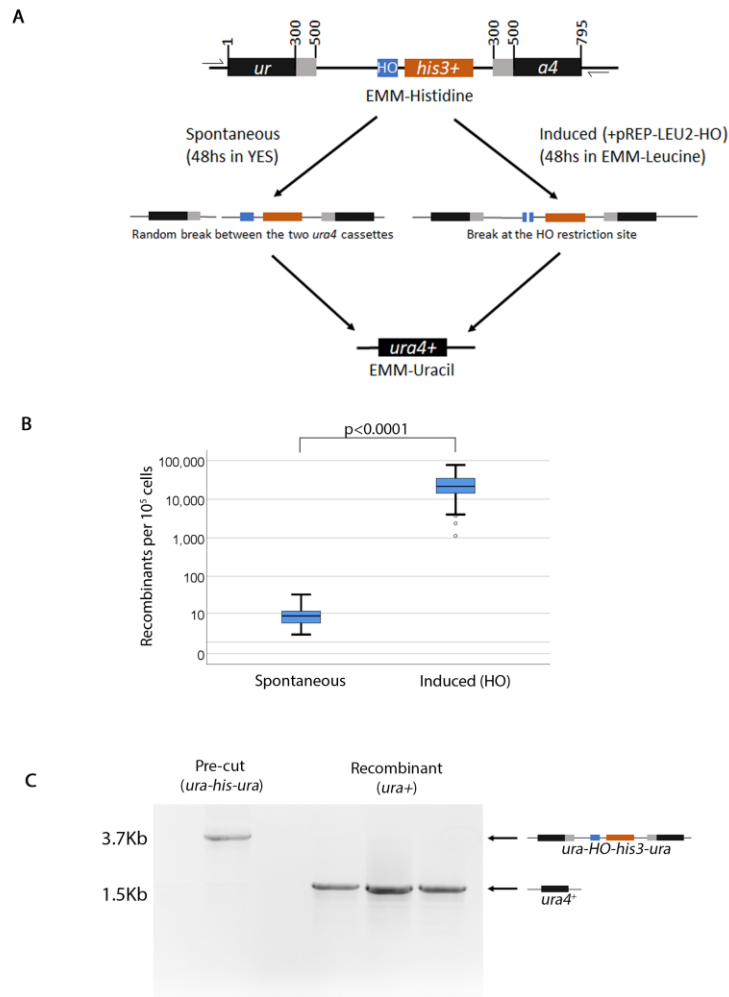 A
1
300
500
300
500
795
ur
HO
his3+
a4
EMM-Histidine
Spontaneous
(48hs in YES)
Induced (+pREP-LEU2-HO)
(48hs in EMM-Leucine)
Random break between the two ura4 cassettes
Break at the HO restriction site
ura4+
EMM-Uracil
B
p<0.0001
Recombinants per 10⁵ cells
100,000
10,000
1,000
100
10
0
Spontaneous
Induced (HO)
C
Pre-cut
(ura-his-ura)
Recombinant
(ura+)
3.7Kb
ura-HO-his3-ura
1.5Kb
ura4⁺